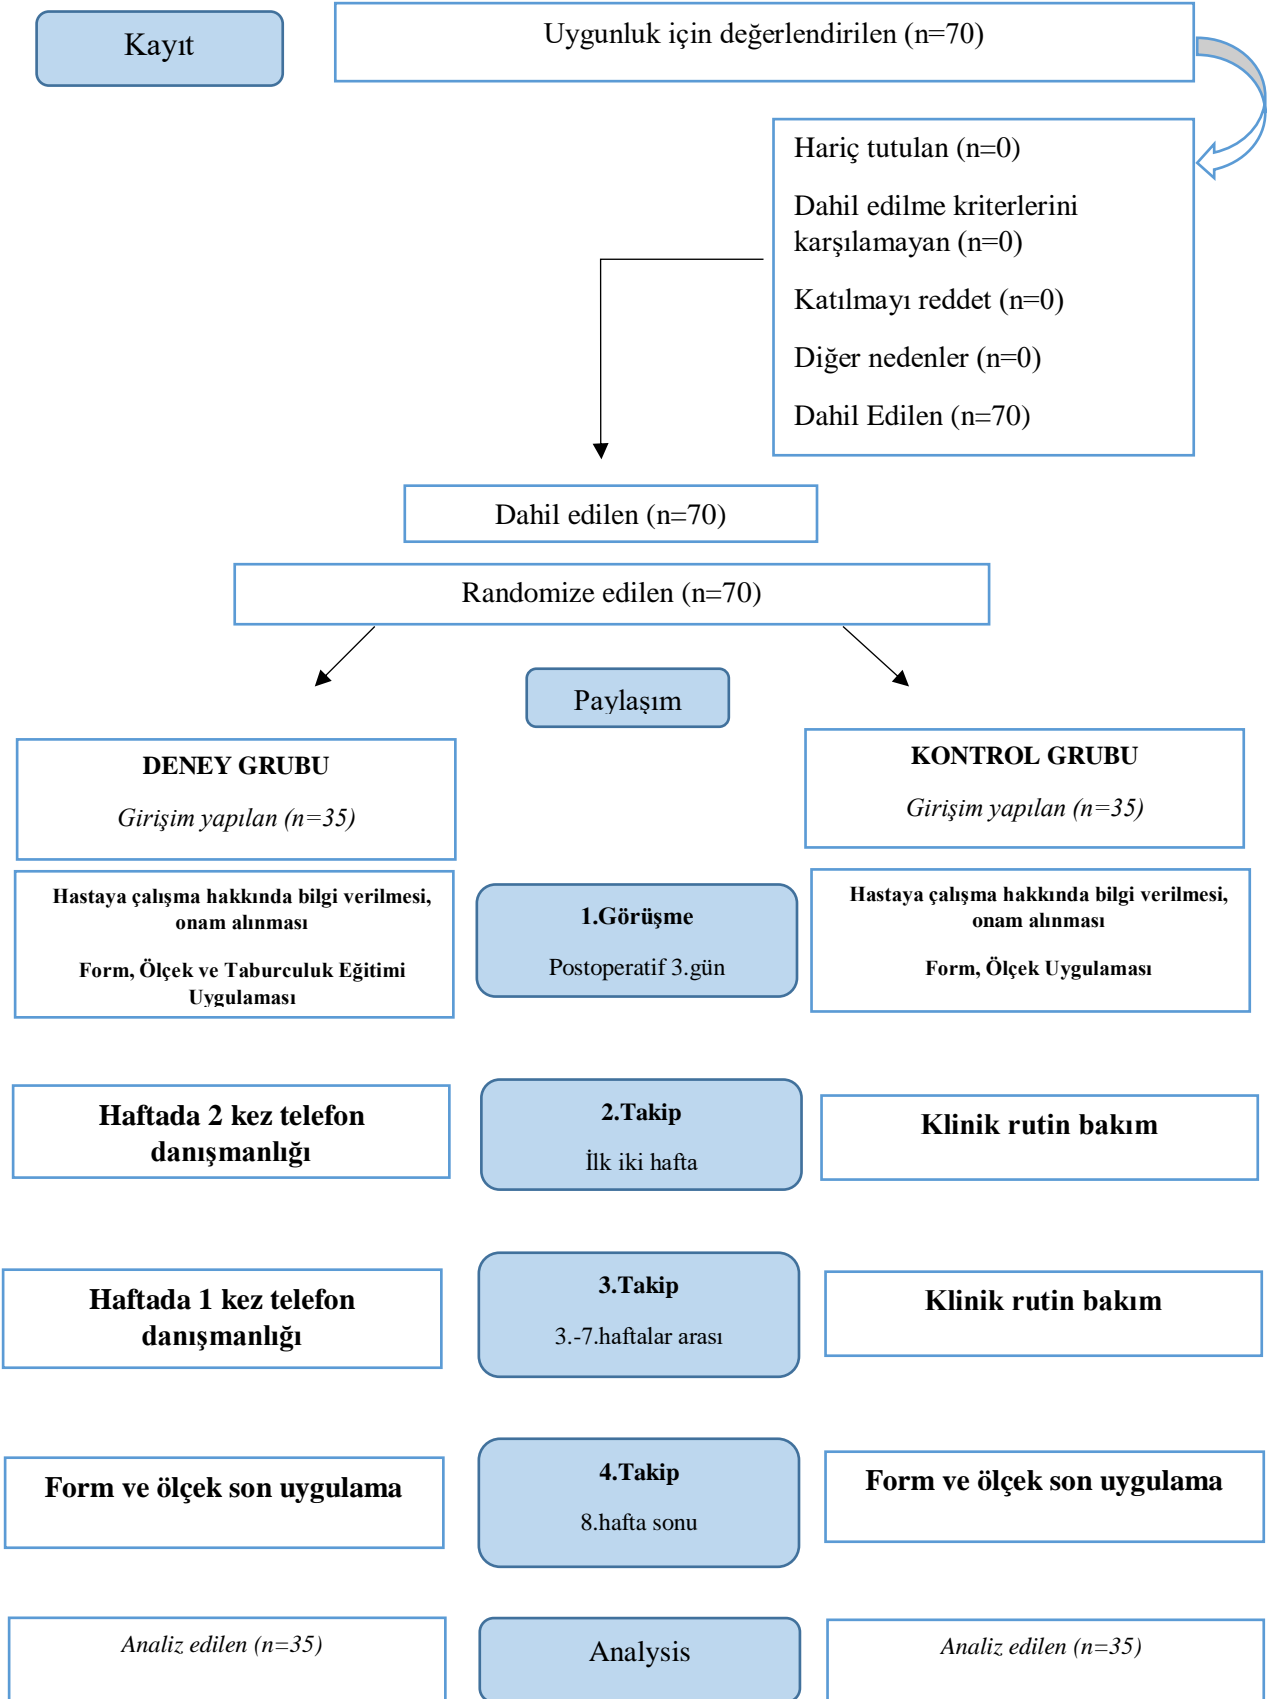 Kayıt
Uygunluk için değerlendirilen (n=70)
Hariç tutulan (n=0)
Dahil edilme kriterlerini
karşılamayan (n=0)
Katılmayı reddet (n=0)
Diğer nedenler (n=0)
Dahil Edilen (n=70)
Dahil edilen (n=70)
Randomize edilen (n=70)
Paylaşım
DENEY GRUBU
Girişim yapılan (n=35)
KONTROL GRUBU
Girişim yapılan (n=35)
Hastaya çalışma hakkında bilgi verilmesi,
onam alınması
Form, Ölçek ve Taburculuk Eğitimi
Uygulaması
1.Görüşme
Postoperatif 3.gün
Hastaya çalışma hakkında bilgi verilmesi,
onam alınması
Form, Ölçek Uygulaması
Haftada 2 kez telefon
danışmanlığı
2.Takip
İlk iki hafta
Klinik rutin bakım
Haftada 1 kez telefon
danışmanlığı
3.Takip
3.-7.haftalar arası
Klinik rutin bakım
Form ve ölçek son uygulama
4.Takip
8.hafta sonu
Form ve ölçek son uygulama
Analiz edilen (n=35)
Analysis
Analiz edilen (n=35)